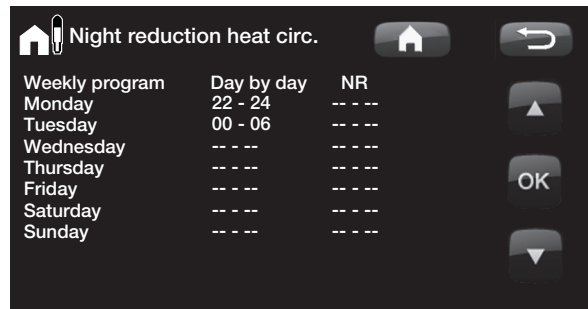 Night reduction heat circ.
Weekly program Day by day NR
Monday 22 - 24 -- - --
Tuesday 00 - 06 -- - --
Wednesday -- - -- -- - --
Thursday -- - -- -- - --
Friday -- - -- -- - --
Saturday -- - -- -- - --
Sunday -- - -- -- - --
OK